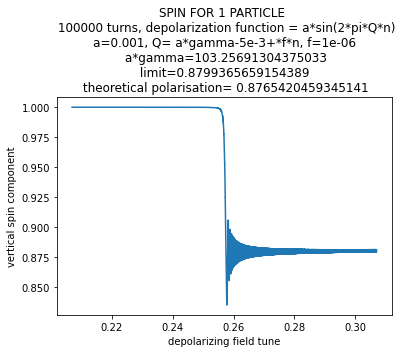 SPIN FOR 1 PARTICLE
100000 turns, depolarization function = a*sin(2*pi*Q*n)
a=0.001, Q= a*gamma-5e-3+*f*n, f=1e-06
a*gamma=103.25691304375033
limit=0.8799365659154389
theoretical polarisation= 0.8765420459345141
1.000
0.975
0.950
0.925
0.900
0.875
0.850
vertical spin component
0.22
0.24
0.26
0.28
0.30
depolarizing field tune